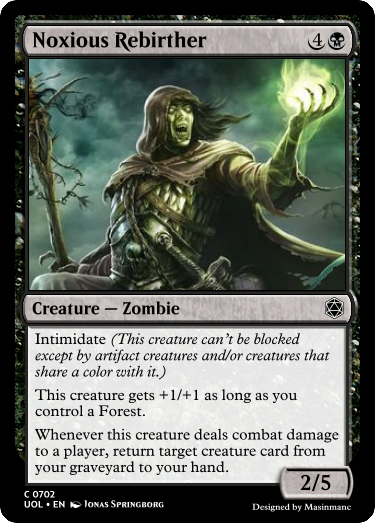 Noxious Rebirther 4
Creature — Zombie
Intimidate (This creature can't be blocked
except by artifact creatures and/or creatures that
share a color with it.)
This creature gets +1/+1 as long as you
control a Forest.
Whenever this creature deals combat damage
to a player, return target creature card from
your graveyard to your hand.
2/5
C 0702
UOL • EN Jonas Springborg
Designed by Masinmanc